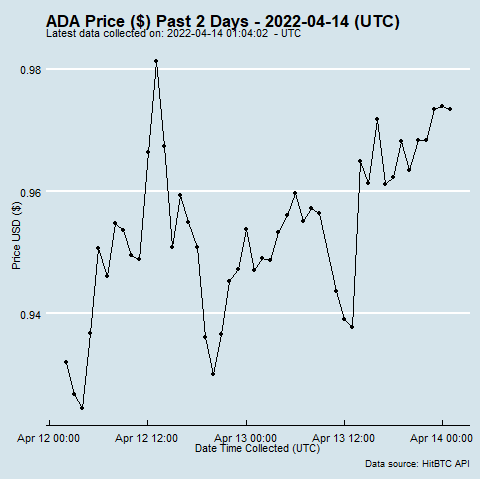 ADA Price ($) Past 2 Days - 2022-04-14 (UTC)
Latest data collected on: 2022-04-14 01:04:02 - UTC
0.98
0.96
0.94
Price USD ($)
Apr 12 00:00
Apr 12 12:00
Apr 13 00:00
Apr 13 12:00
Apr 14 00:00
Date Time Collected (UTC)
Data source: HitBTC API